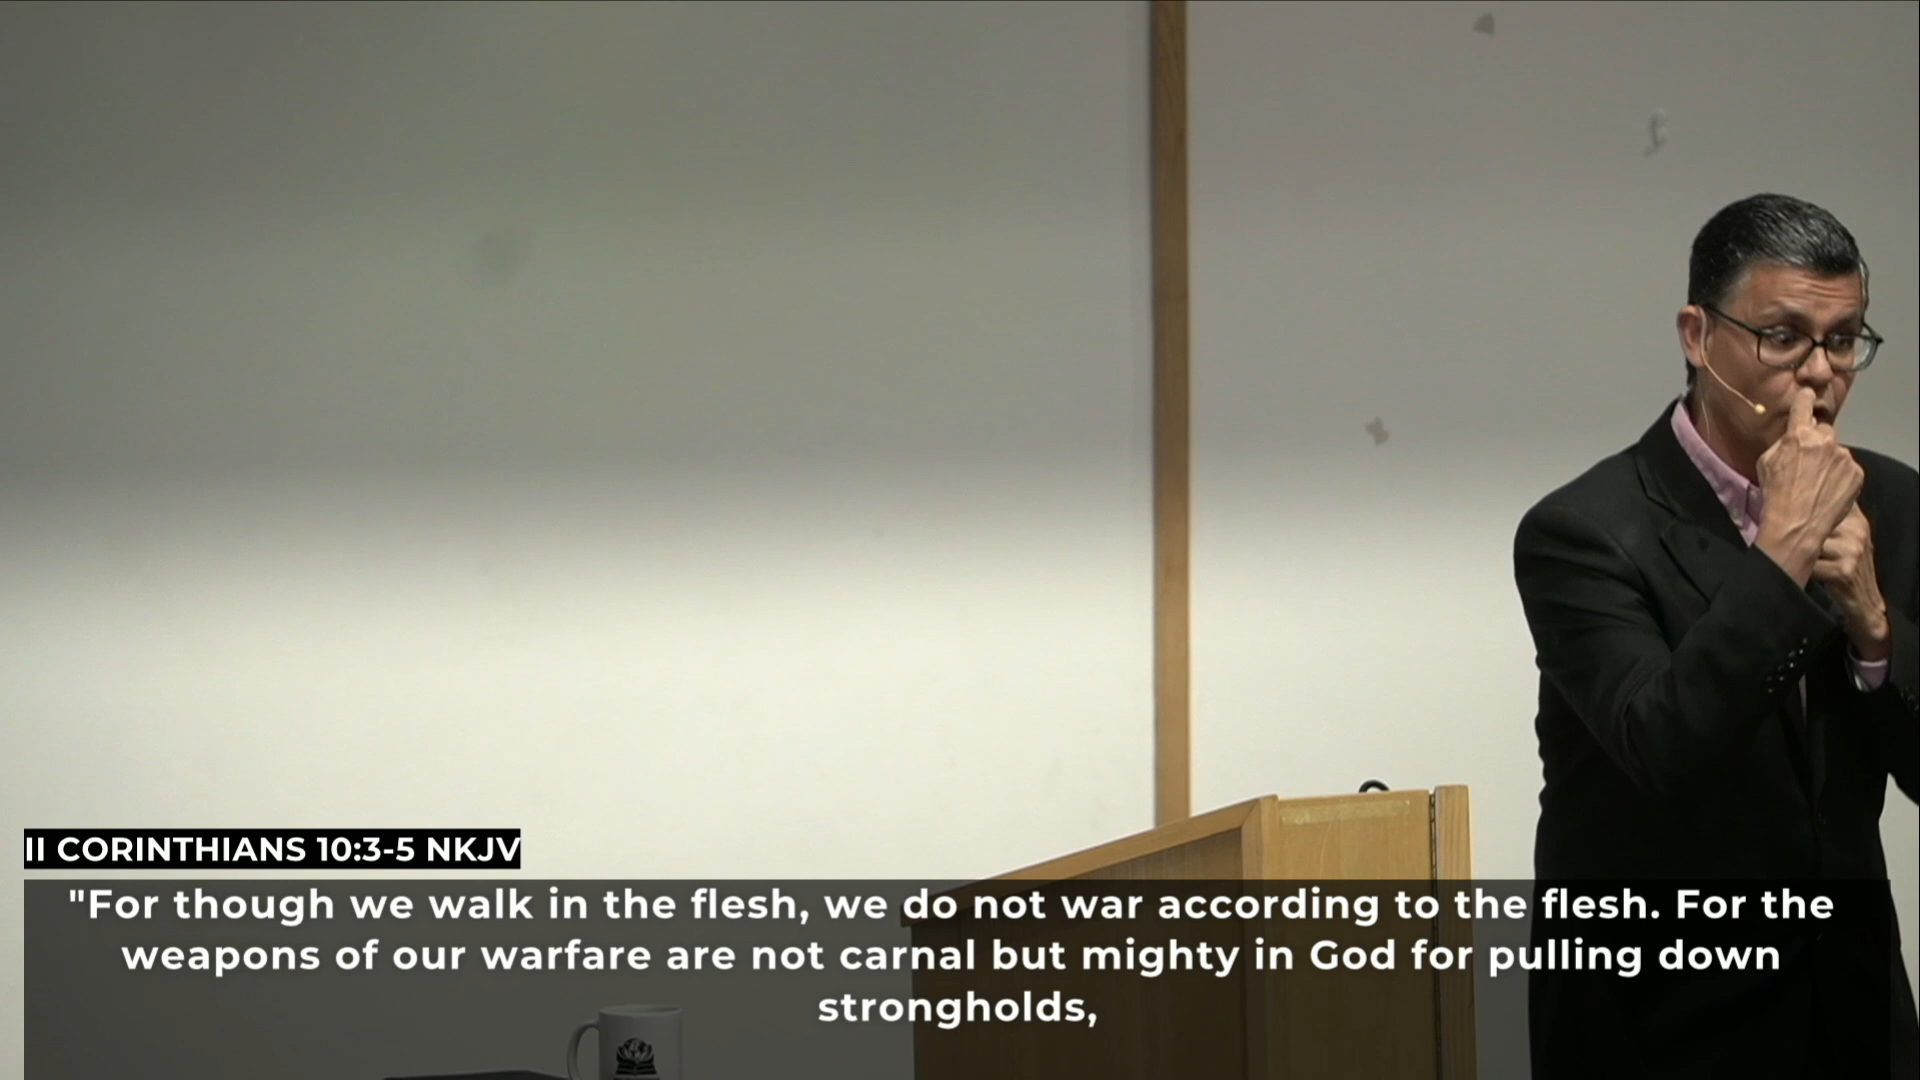 II CORINTHIANS 10:3-5 NKJV
"For though we walk in the flesh, we do not war according to the flesh. For the
weapons of our warfare are not carnal but mighty in God for pulling down
strongholds,